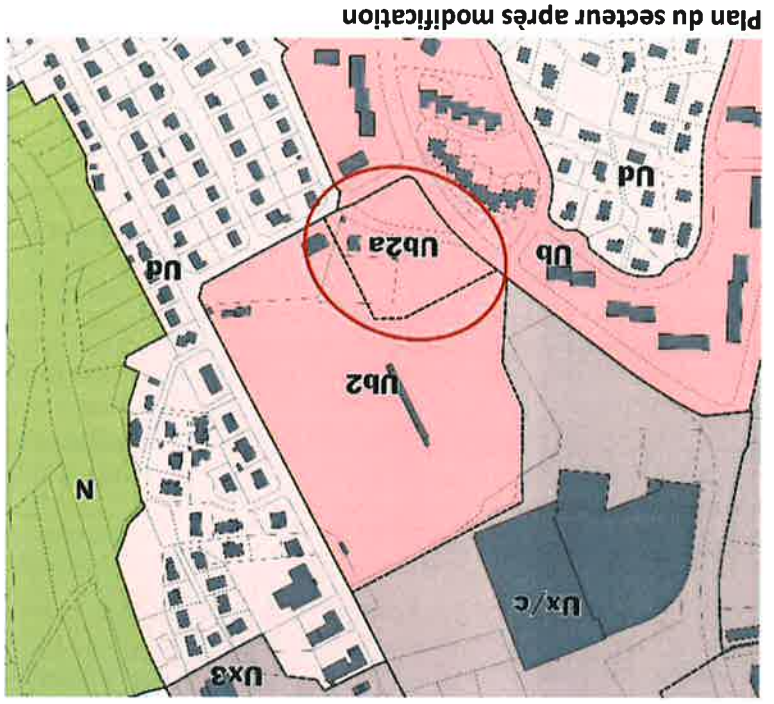 Plan du secteur après modification
Ud
Ub
Ub2a
Ud
Ub2
N
Ux/c
Ux3